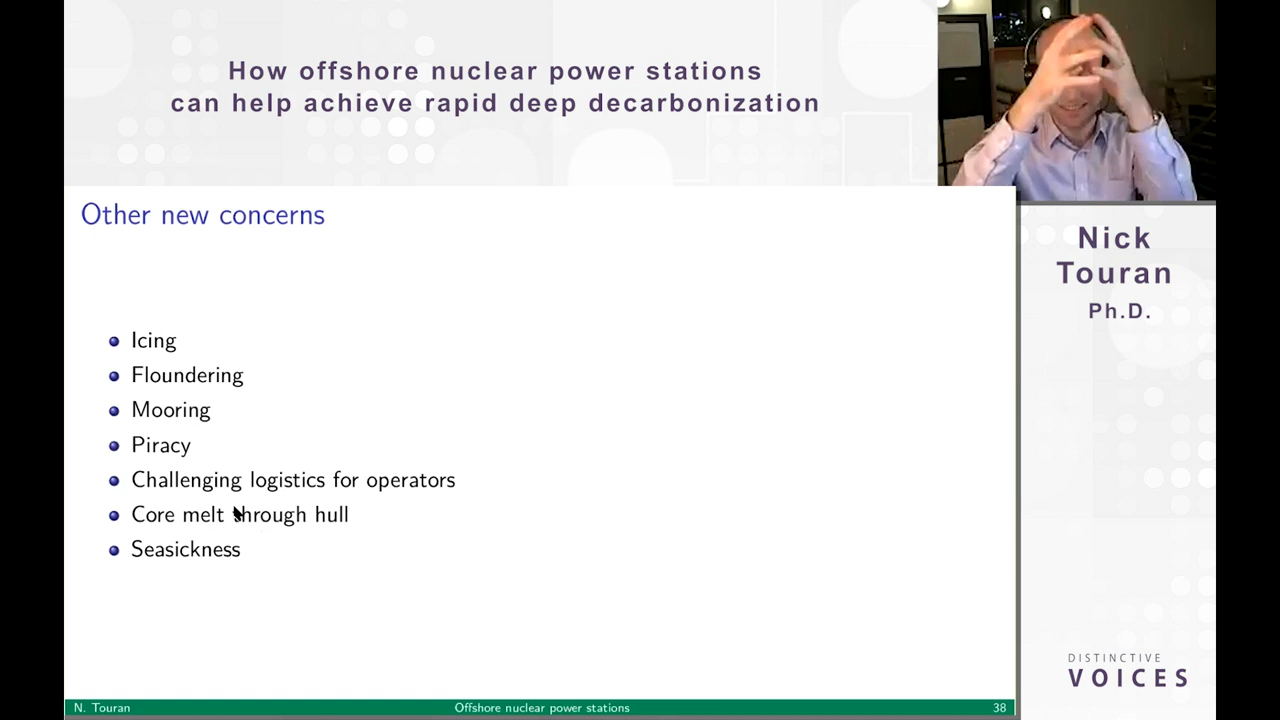 How offshore nuclear power stations
can help achieve rapid deep decarbonization
Other new concerns
Icing
Floundering
Mooring
Piracy
Challenging logistics for operators
Core melt through hull
Seasickness
N. Touran
Offshore nuclear power stations
38
Nick
Touran
Ph.D.
DISTINCTIVE
VOICES